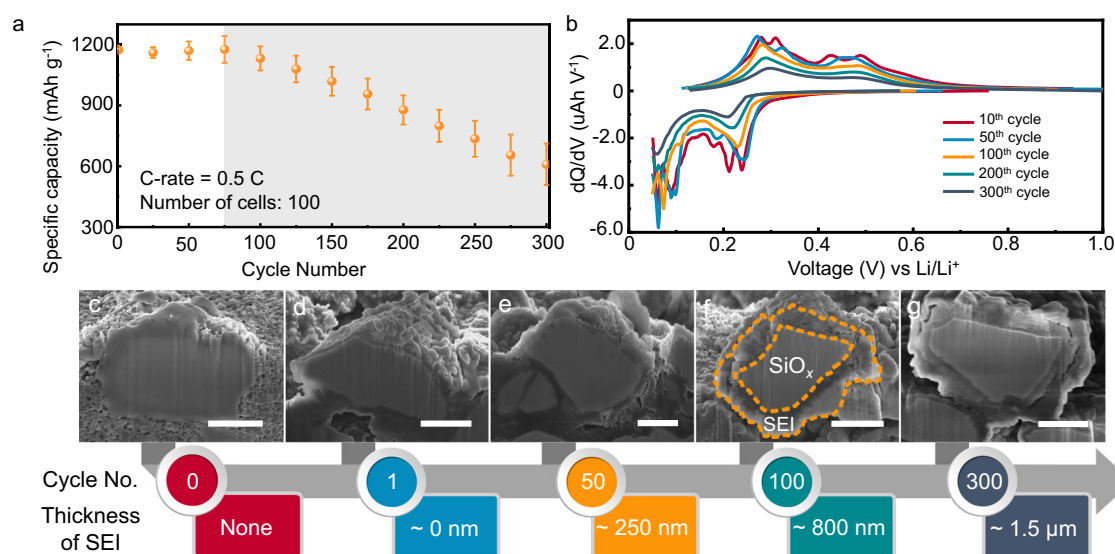 a
1200
900
600
300
Specific capacity (mAh g⁻¹)
C-rate = 0.5 C
Number of cells: 100
0 50 100 150 200 250 300
Cycle Number
b
2.0
0
-2.0
-4.0
-6.0
dQ/dV (uAh V⁻¹)
10ᵗʰ cycle
50ᵗʰ cycle
100ᵗʰ cycle
200ᵗʰ cycle
300ᵗʰ cycle
0 0.2 0.4 0.6 0.8 1.0
Voltage (V) vs Li/Li⁺
c d e f g
SiOₓ
SEI
Cycle No. 0 1 50 100 300
Thickness
of SEI
None ~ 0 nm ~ 250 nm ~ 800 nm ~ 1.5 μm